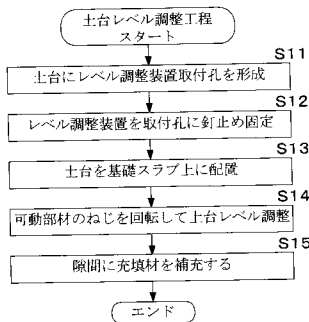 土台レベル調整工程
スタート
S11
土台にレベル調整装置取付孔を形成
S12
レベル調整装置を取付孔に釘止め固定
S13
土台を基礎スラブ上に配置
S14
可動部材のねじを回転して土台レベル調整
S15
隙間に充填材を補充する
エンド